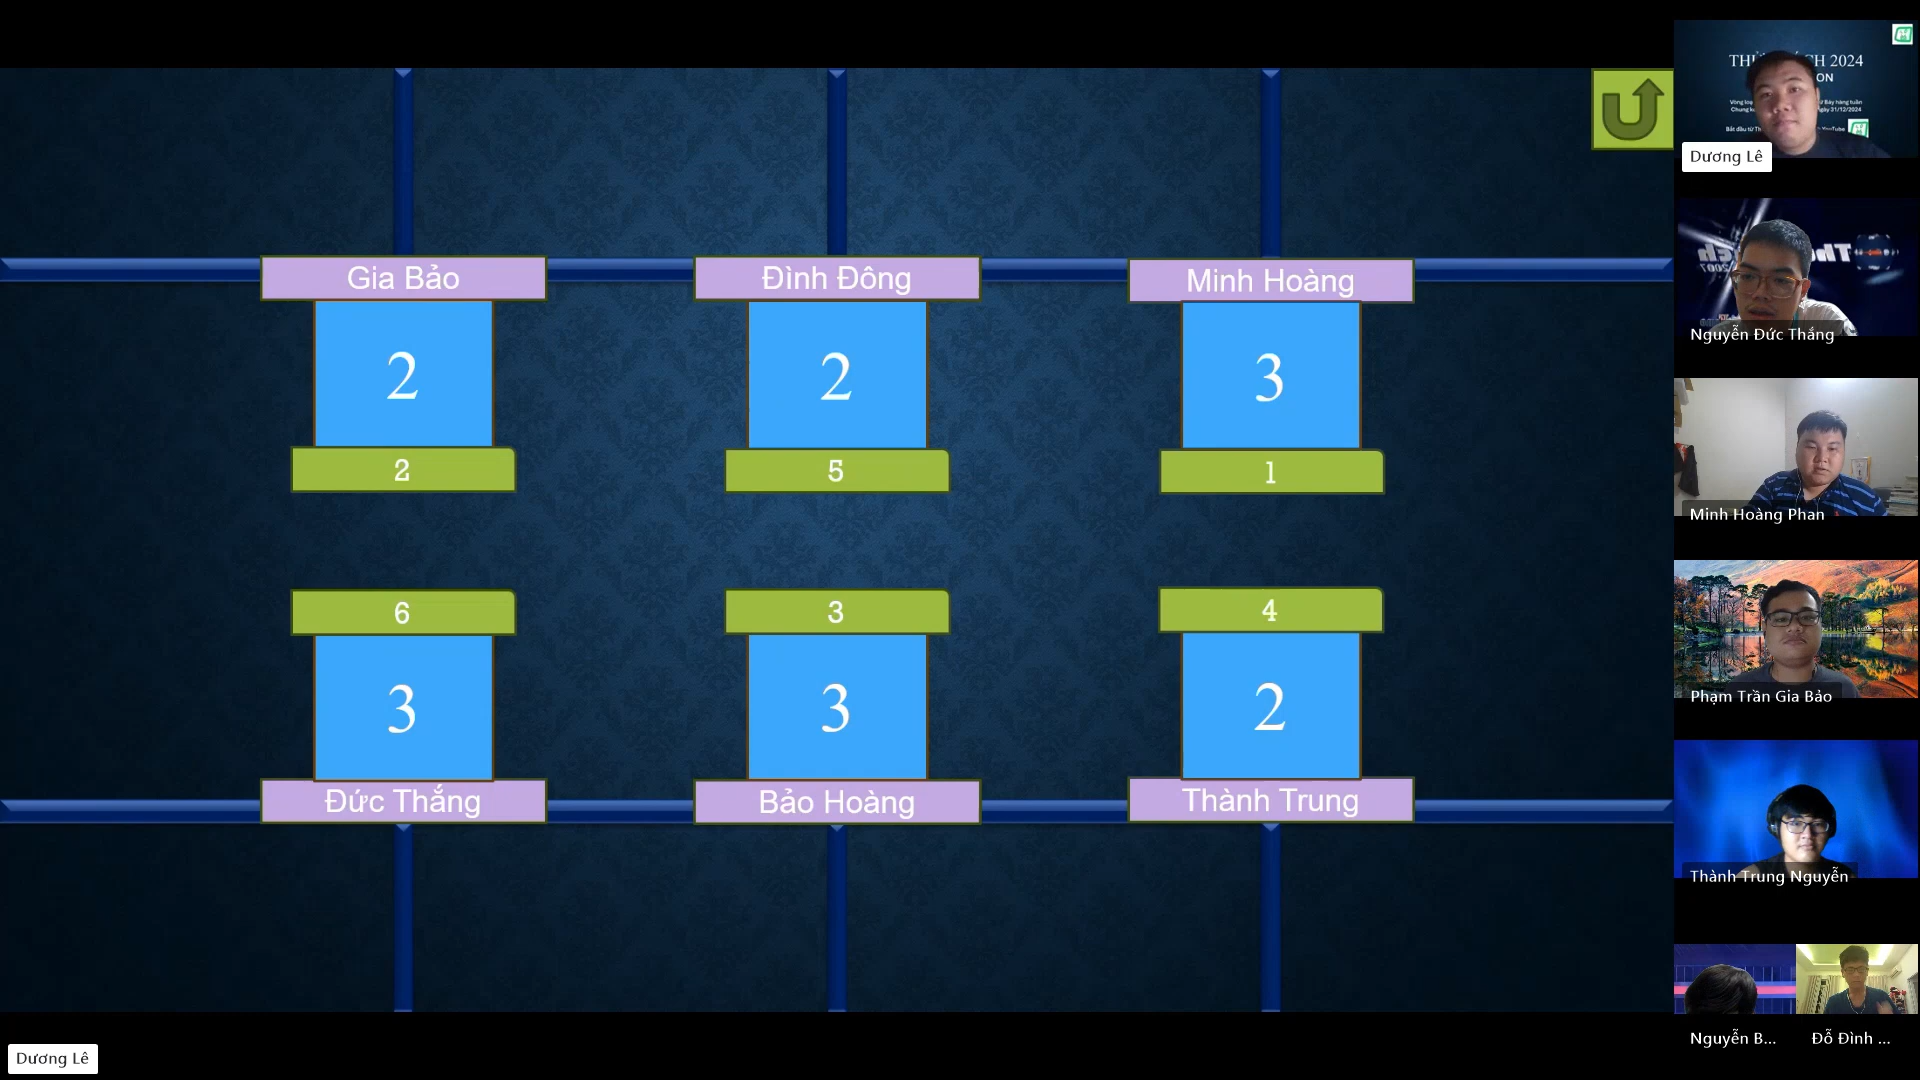 Gia Bảo
Đình Đông
Minh Hoàng
2
2
3
2
5
1
6
3
4
3
3
2
Đức Thắng
Bảo Hoàng
Thành Trung
Dương Lê
2024
Dương Lê
2007
Nguyễn Đức Thắng
Minh Hoàng Phan
Phạm Trần Gia Bảo
Thành Trung Nguyễn
Nguyễn B...
Đỗ Đình ...